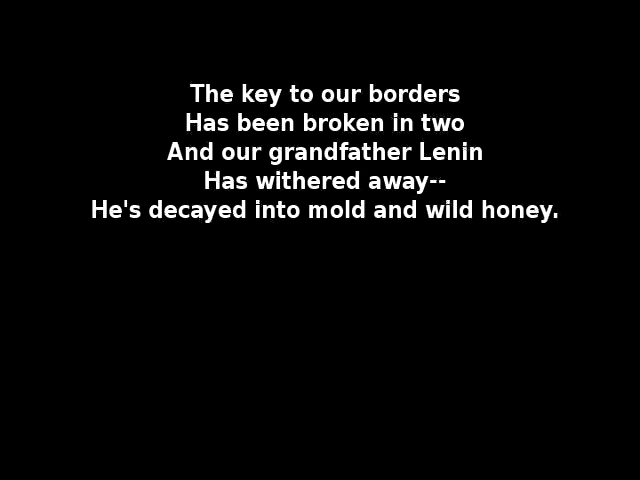 The key to our borders
Has been broken in two
And our grandfather Lenin
Has withered away--
He's decayed into mold and wild honey.